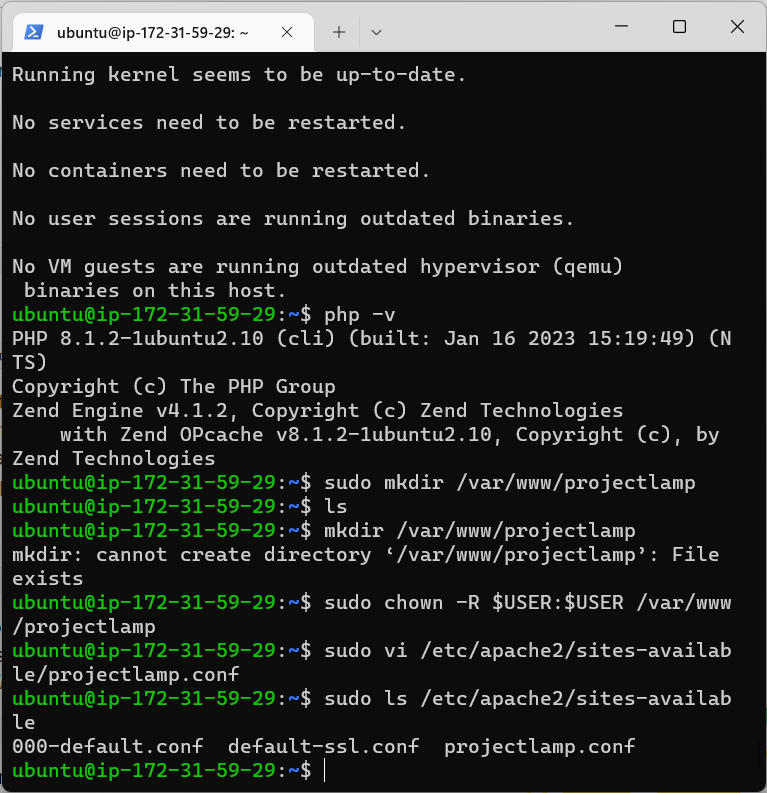 ubuntu@ip-172-31-59-29: ~
Running kernel seems to be up-to-date.
No services need to be restarted.
No containers need to be restarted.
No user sessions are running outdated binaries.
No VM guests are running outdated hypervisor (qemu)
 binaries on this host.
ubuntu@ip-172-31-59-29:~$ php -v
PHP 8.1.2-1ubuntu2.10 (cli) (built: Jan 16 2023 15:19:49) (N
TS)
Copyright (c) The PHP Group
Zend Engine v4.1.2, Copyright (c) Zend Technologies
    with Zend OPcache v8.1.2-1ubuntu2.10, Copyright (c), by
Zend Technologies
ubuntu@ip-172-31-59-29:~$ sudo mkdir /var/www/projectlamp
ubuntu@ip-172-31-59-29:~$ ls
ubuntu@ip-172-31-59-29:~$ mkdir /var/www/projectlamp
mkdir: cannot create directory ‘/var/www/projectlamp’: File
exists
ubuntu@ip-172-31-59-29:~$ sudo chown -R $USER:$USER /var/www
/projectlamp
ubuntu@ip-172-31-59-29:~$ sudo vi /etc/apache2/sites-availab
le/projectlamp.conf
ubuntu@ip-172-31-59-29:~$ sudo ls /etc/apache2/sites-availab
le
000-default.conf  default-ssl.conf  projectlamp.conf
ubuntu@ip-172-31-59-29:~$